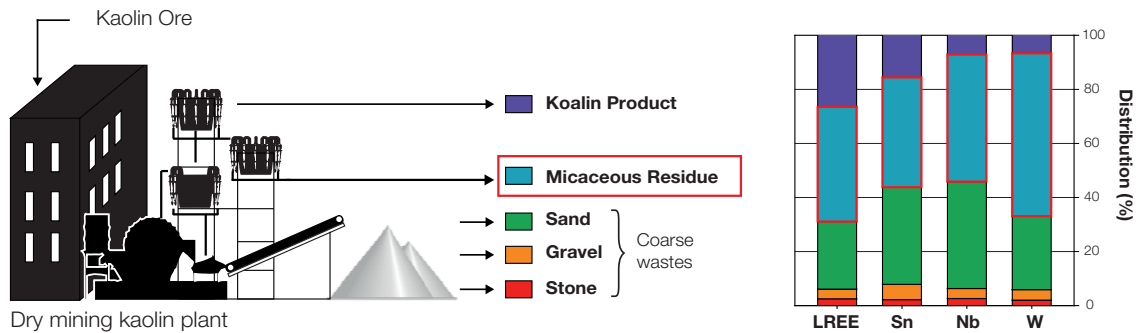 Kaolin Ore
Koalin Product
Micaceous Residue
Sand
Gravel
Stone
Coarse
wastes
Dry mining kaolin plant
100
80
60
40
20
0
Distribution (%)
LREE Sn Nb W